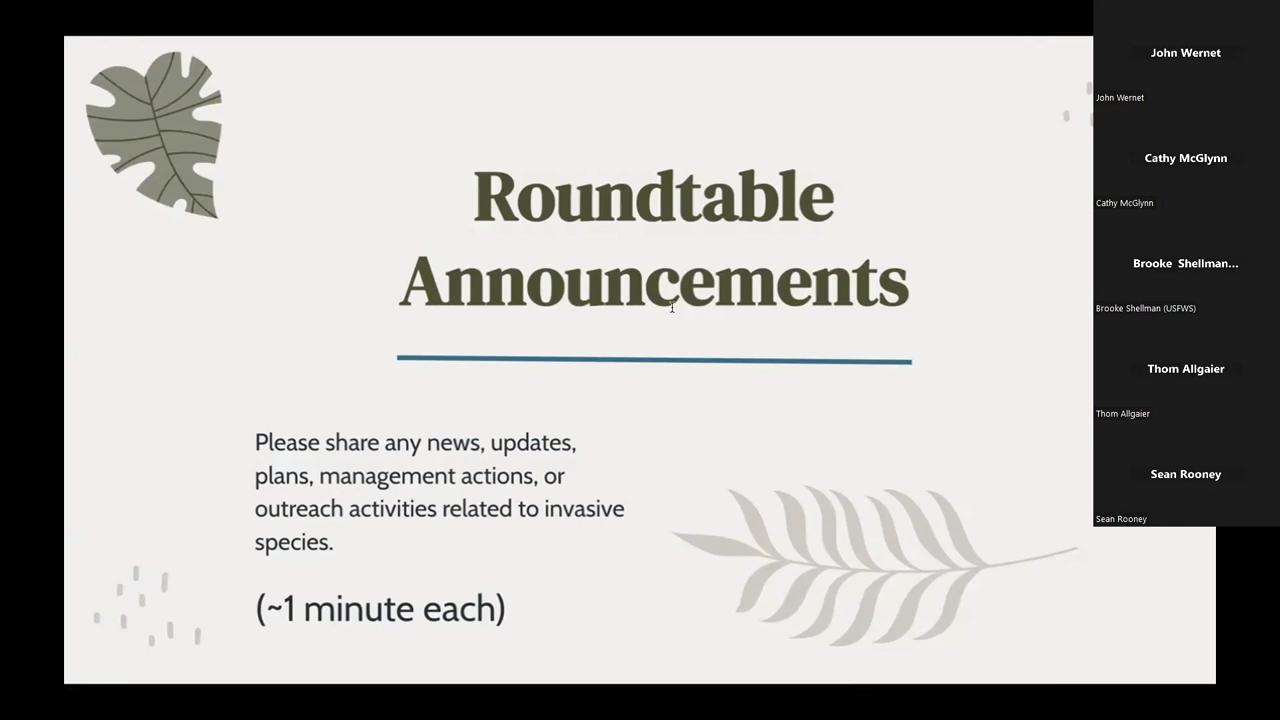 Roundtable
Announcements
Please share any news, updates,
plans, management actions, or
outreach activities related to invasive
species.
(~1 minute each)
John Wernet
John Wernet
Cathy McGlynn
Cathy McGlynn
Brooke Shellman...
Brooke Shellman (USFWS)
Thom Allgaier
Thom Allgaier
Sean Rooney
Sean Rooney